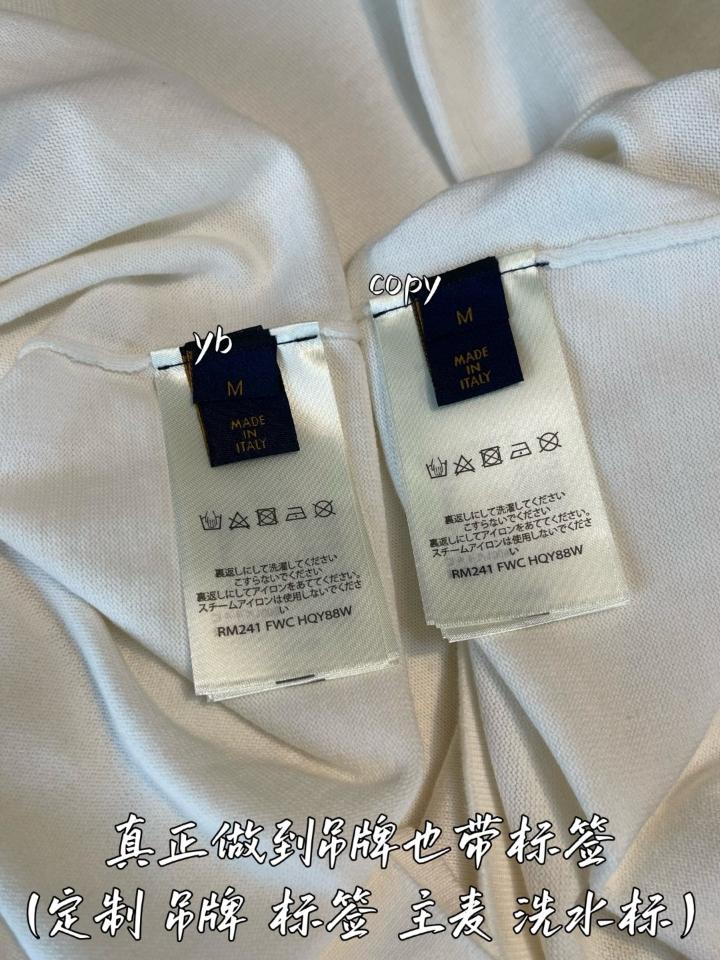 yb
M
MADE
IN
ITALY
裏返しにして洗濯してください
こすらないでください
裏返しにしてアイロンをあててください。
スチームアイロンは使用しないでくださ
い
RM241 FWC HQY88W
copy
M
MADE
IN
ITALY
裏返しにして洗濯してください
こすらないでください
裏返しにしてアイロンをあててください。
スチームアイロンは使用しないでくださ
い
RM241 FWC HQY88W
真正做到吊牌也带标签
(定制 吊牌 标签 主麦 洗水标)